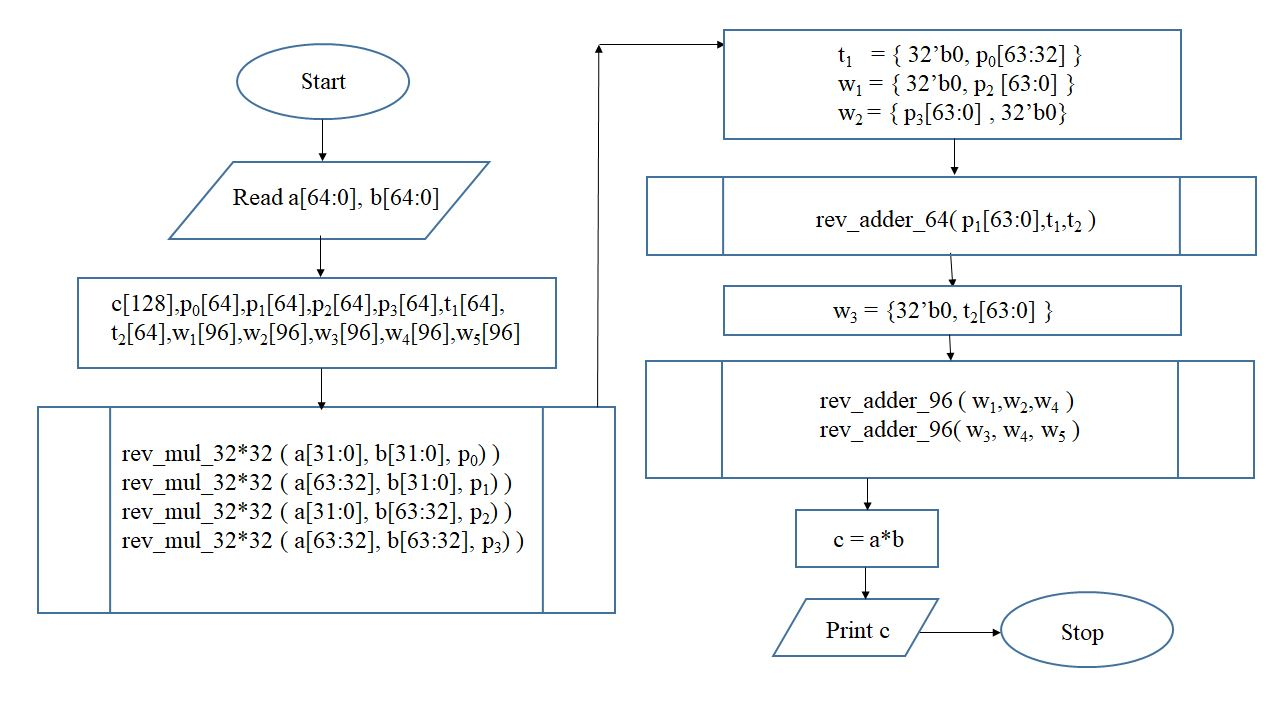 Start
Read a[64:0], b[64:0]
c[128],p₀[64],p₁[64],p₂[64],p₃[64],t₁[64],
t₂[64],w₁[96],w₂[96],w₃[96],w₄[96],w₅[96]
rev_mul_32*32 ( a[31:0], b[31:0], p₀) )
rev_mul_32*32 ( a[63:32], b[31:0], p₁) )
rev_mul_32*32 ( a[31:0], b[63:32], p₂) )
rev_mul_32*32 ( a[63:32], b[63:32], p₃) )
t₁ = { 32’b0, p₀[63:32] }
w₁ = { 32’b0, p₂ [63:0] }
w₂ = { p₃[63:0] , 32’b0}
rev_adder_64( p₁[63:0],t₁,t₂ )
w₃ = {32’b0, t₂[63:0] }
rev_adder_96 ( w₁,w₂,w₄ )
rev_adder_96( w₃, w₄, w₅ )
c = a*b
Print c
Stop